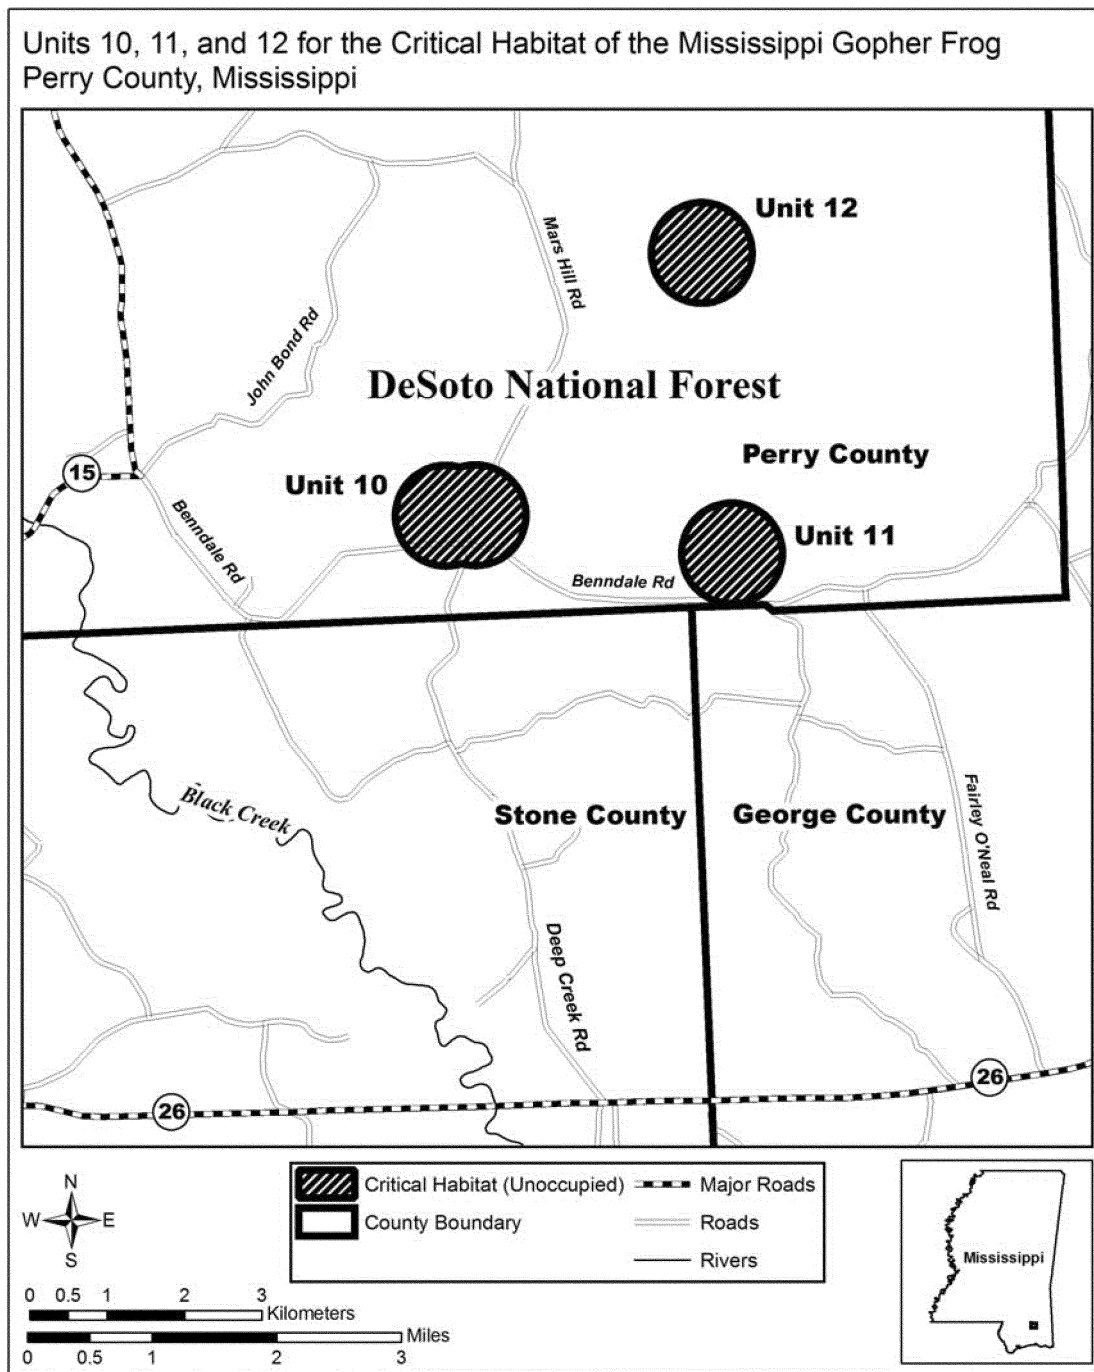 Units 10, 11, and 12 for the Critical Habitat of the Mississippi Gopher Frog
Perry County, Mississippi
Unit 12
Mars Hill Rd
John Bond Rd
DeSoto National Forest
Perry County
15
Unit 10
Benndale Rd
Unit 11
Benndale Rd
Black Creek
Stone County
George County
Fairley O'Neal Rd
Deep Creek Rd
26
26
N
W E
S
Critical Habitat (Unoccupied)
County Boundary
Major Roads
Roads
Rivers
Mississippi
0 0.5 1 2 3
Kilometers
Miles
0 0.5 1 2 3